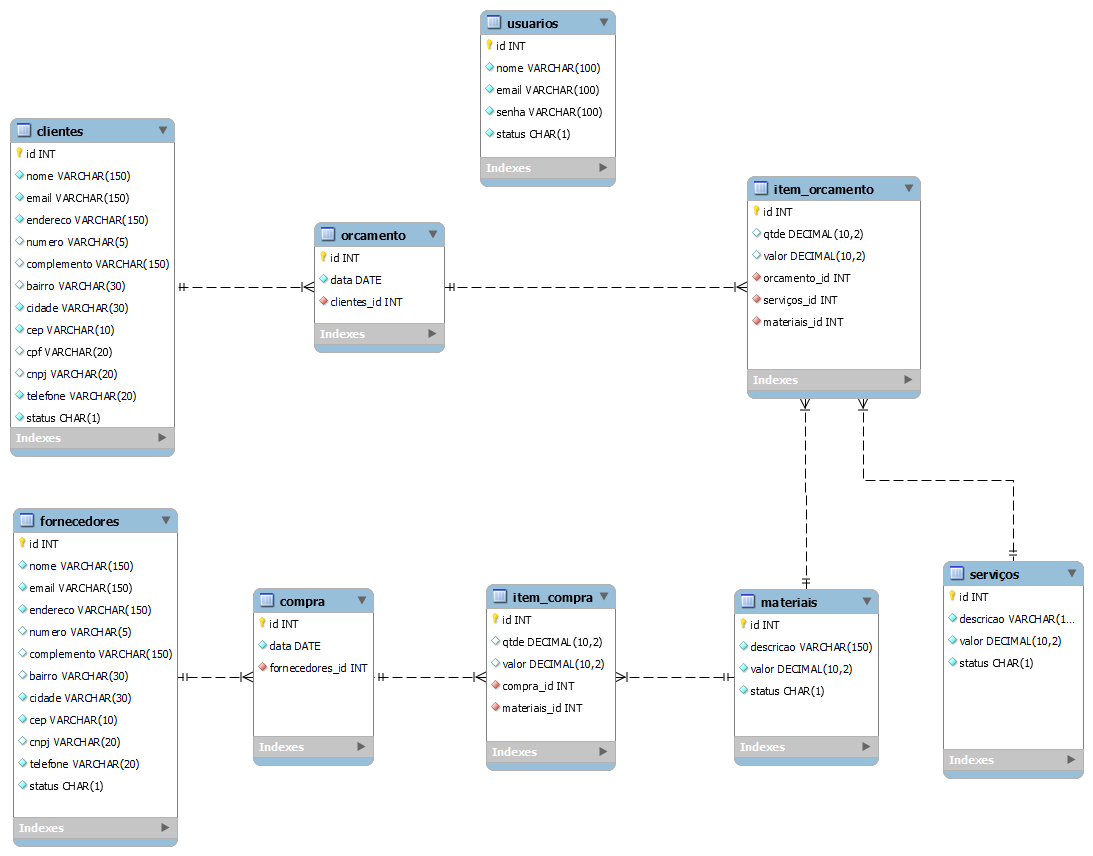 usuarios
id INT
nome VARCHAR(100)
email VARCHAR(100)
senha VARCHAR(100)
status CHAR(1)
Indexes
clientes
id INT
nome VARCHAR(150)
email VARCHAR(150)
endereco VARCHAR(150)
numero VARCHAR(5)
complemento VARCHAR(150)
bairro VARCHAR(30)
cidade VARCHAR(30)
cep VARCHAR(10)
cpf VARCHAR(20)
cnpj VARCHAR(20)
telefone VARCHAR(20)
status CHAR(1)
Indexes
orcamento
id INT
data DATE
clientes_id INT
Indexes
item_orcamento
id INT
qtde DECIMAL(10,2)
valor DECIMAL(10,2)
orcamento_id INT
serviços_id INT
materiais_id INT
Indexes
fornecedores
id INT
nome VARCHAR(150)
email VARCHAR(150)
endereco VARCHAR(150)
numero VARCHAR(5)
complemento VARCHAR(150)
bairro VARCHAR(30)
cidade VARCHAR(30)
cep VARCHAR(10)
cnpj VARCHAR(20)
telefone VARCHAR(20)
status CHAR(1)
Indexes
compra
id INT
data DATE
fornecedores_id INT
Indexes
item_compra
id INT
qtde DECIMAL(10,2)
valor DECIMAL(10,2)
compra_id INT
materiais_id INT
Indexes
materiais
id INT
descricao VARCHAR(150)
valor DECIMAL(10,2)
status CHAR(1)
Indexes
serviços
id INT
descricao VARCHAR(1...
valor DECIMAL(10,2)
status CHAR(1)
Indexes